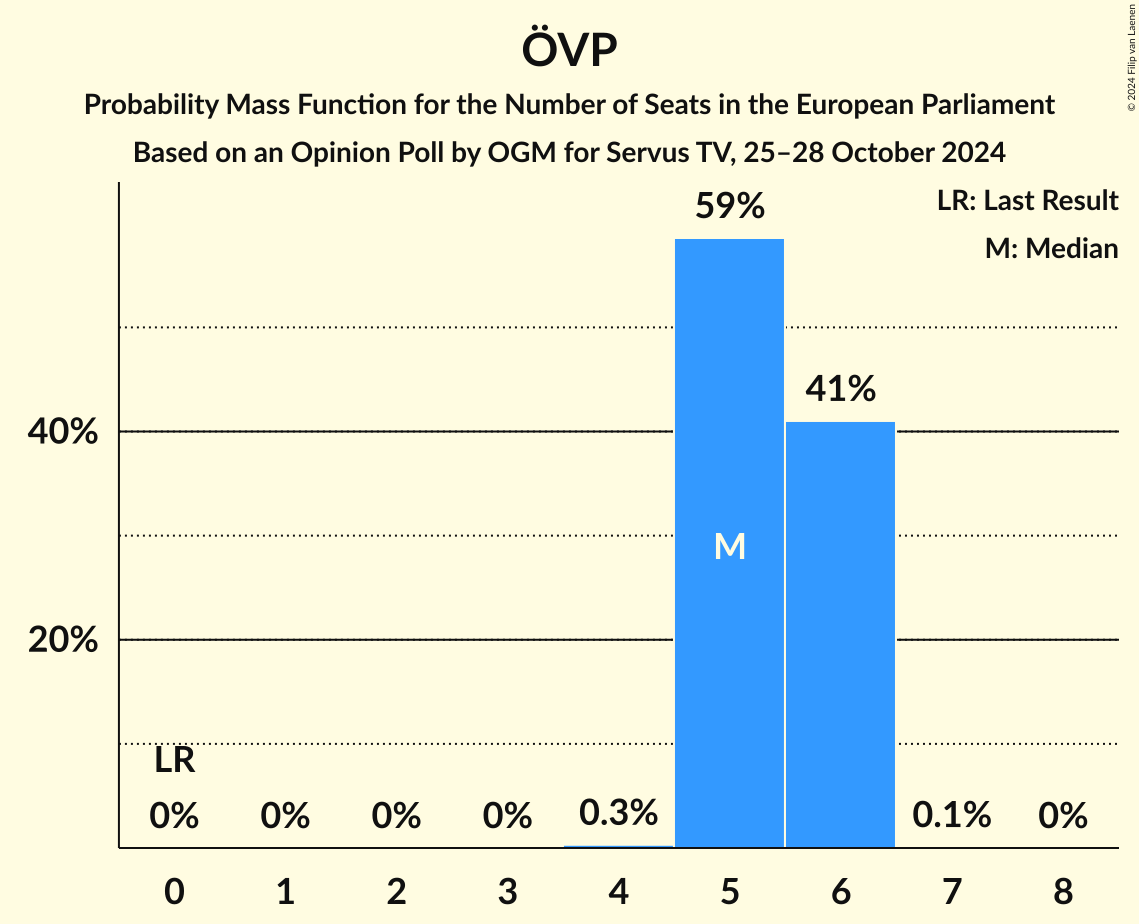 ÖVP
Probability Mass Function for the Number of Seats in the European Parliament
Based on an Opinion Poll by OGM for Servus TV, 25–28 October 2024
© 2024 Filip van Laenen
LR: Last Result
M: Median
59%
41%
40%
M
20%
LR
0% 0% 0% 0% 0.3% 0.1% 0%
0 1 2 3 4 5 6 7 8